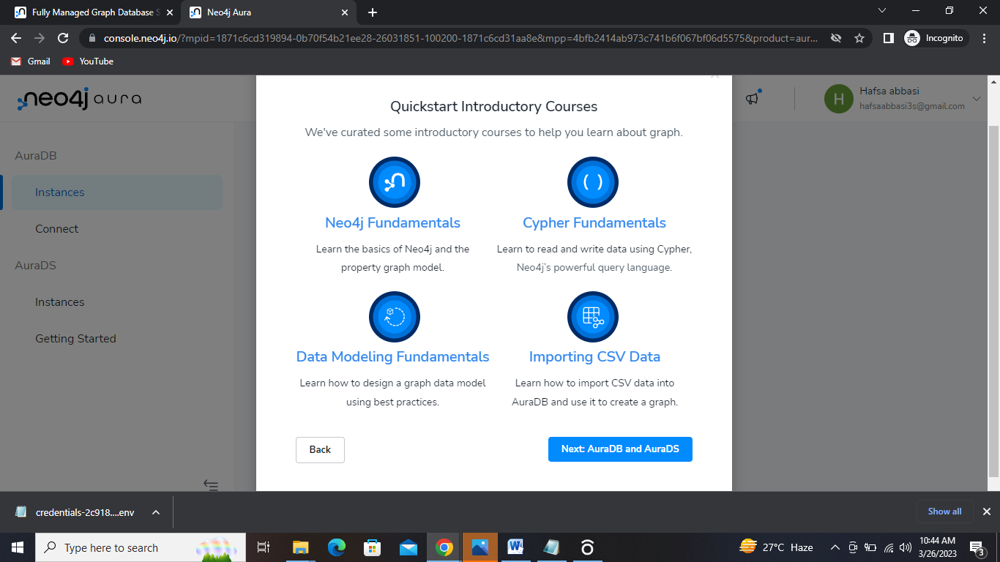 Fully Managed Graph Database S
Neo4j Aura
console.neo4j.io/?mpid=1871c6cd319894-0b70f54b21ee28-26031851-100200-1871c6cd31aa8e&mpp=4bfb2414ab973c741b6f067bf06d5575&product=aur...
Incognito
Gmail
YouTube
neo4j aura
Hafsa abbasi
H
hafsaabbasi3s@gmail.com
Quickstart Introductory Courses
We've curated some introductory courses to help you learn about graph.
AuraDB
Instances
Connect
AuraDS
Instances
Getting Started
Neo4j Fundamentals
Learn the basics of Neo4j and the
property graph model.
Cypher Fundamentals
Learn to read and write data using Cypher,
Neo4j's powerful query language.
Data Modeling Fundamentals
Learn how to design a graph data model
using best practices.
Importing CSV Data
Learn how to import CSV data into
AuraDB and use it to create a graph.
Back
Next: AuraDB and AuraDS
credentials-2c918....env
Show all
Type here to search
27°C Haze
10:44 AM
3/26/2023
3